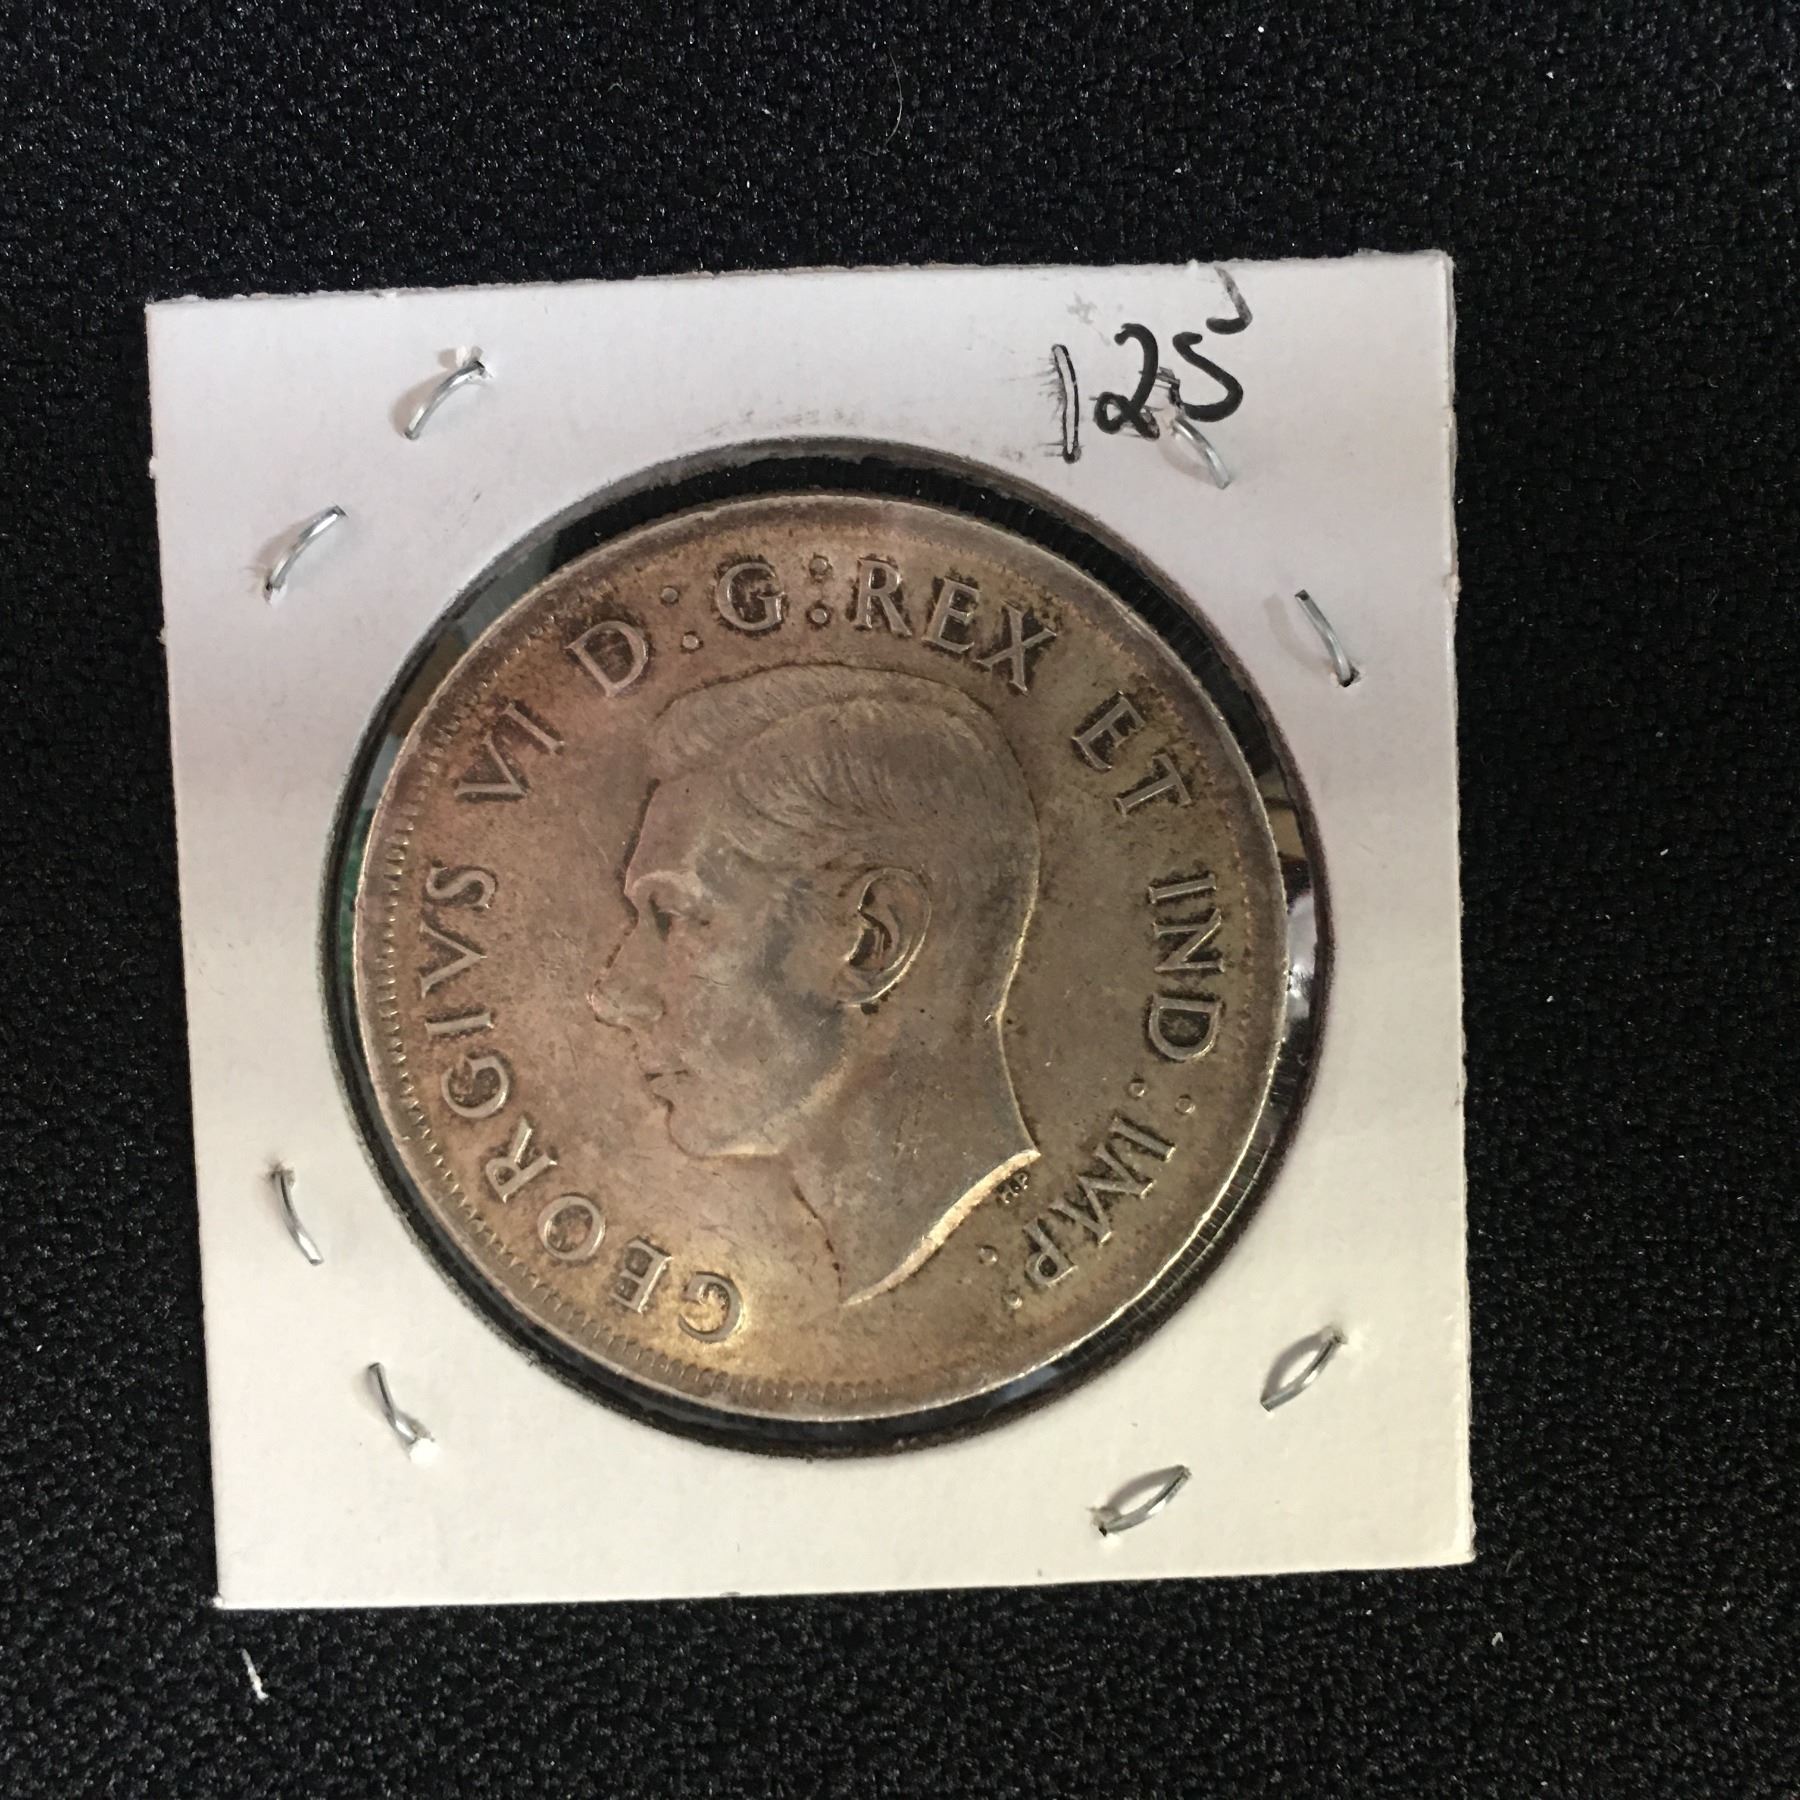 125
GEORGIVS VI D:G:REX ET IND:IMP:
H.P